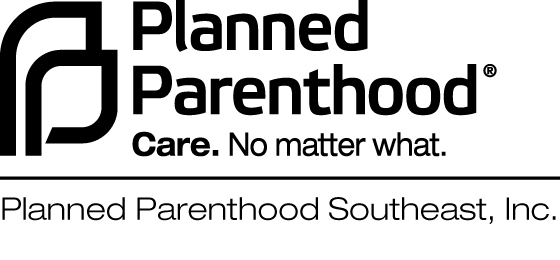 Planned
Parenthood®
Care. No matter what.
Planned Parenthood Southeast, Inc.